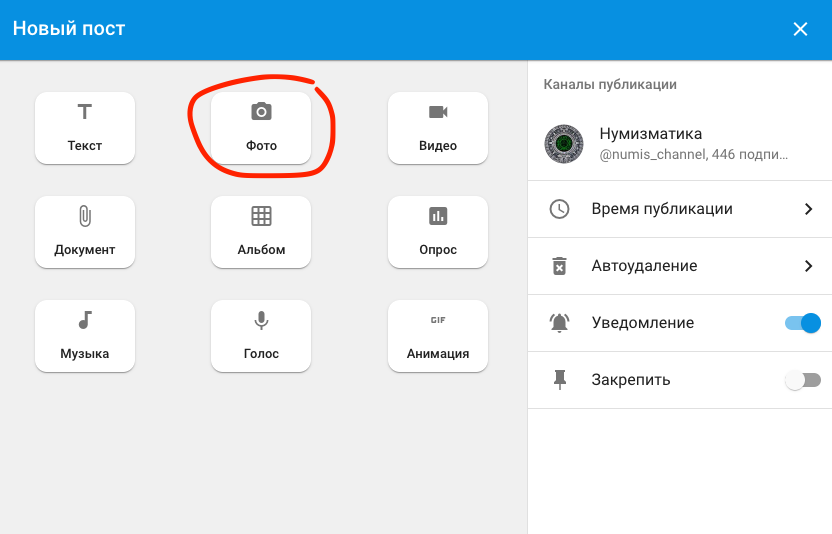 Новый пост
Текст
Фото
Видео
Документ
Альбом
Опрос
Музыка
Голос
GIF
Анимация
Каналы публикации
Нумизматика
@numis_channel, 446 подпи…
Время публикации
Автоудаление
Уведомление
Закрепить